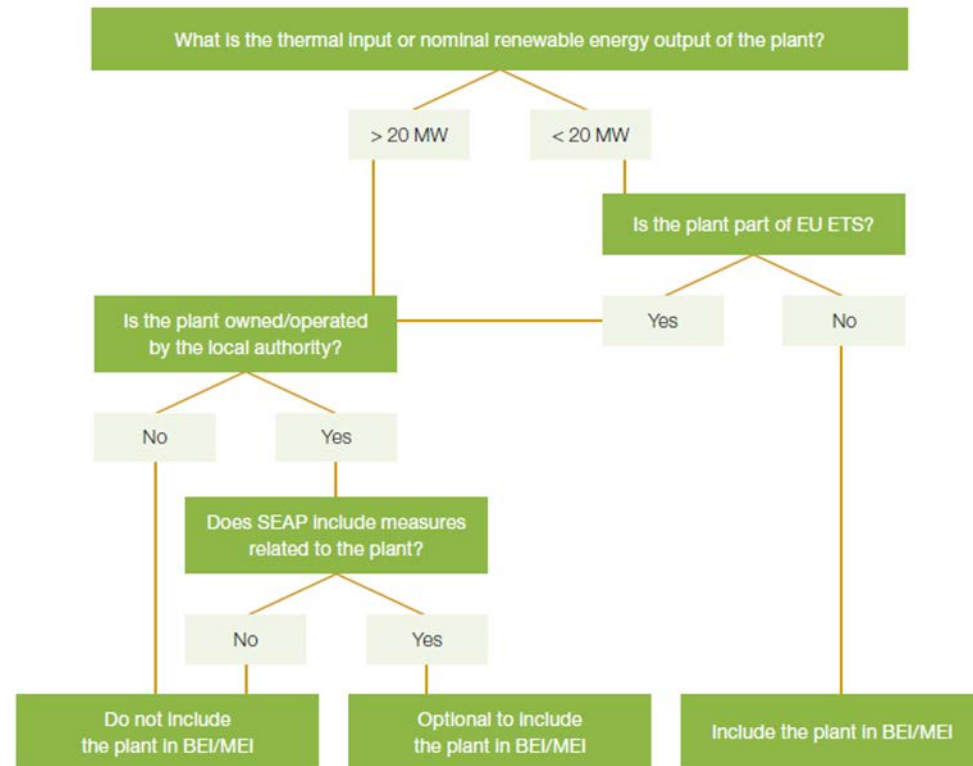 What is the thermal input or nominal renewable energy output of the plant?
> 20 MW
< 20 MW
Is the plant part of EU ETS?
Is the plant owned/operated
by the local authority?
Yes
No
No
Yes
Does SEAP include measures
related to the plant?
No
Yes
Do not include
the plant in BEI/MEI
Optional to include
the plant in BEI/MEI
Include the plant in BEI/MEI